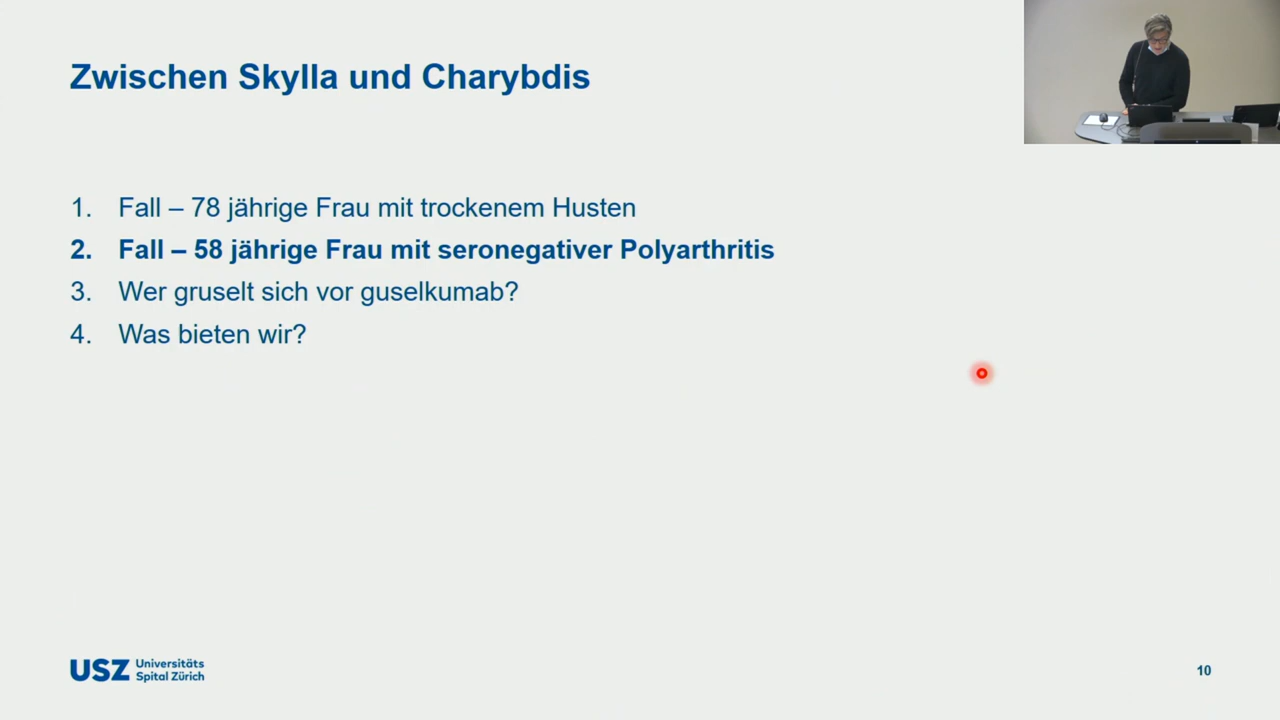 Zwischen Skylla und Charybdis
1. Fall – 78 jährige Frau mit trockenem Husten
2. Fall – 58 jährige Frau mit seronegativer Polyarthritis
3. Wer gruselt sich vor guselkumab?
4. Was bieten wir?
USZ Universitäts
Spital Zürich
10